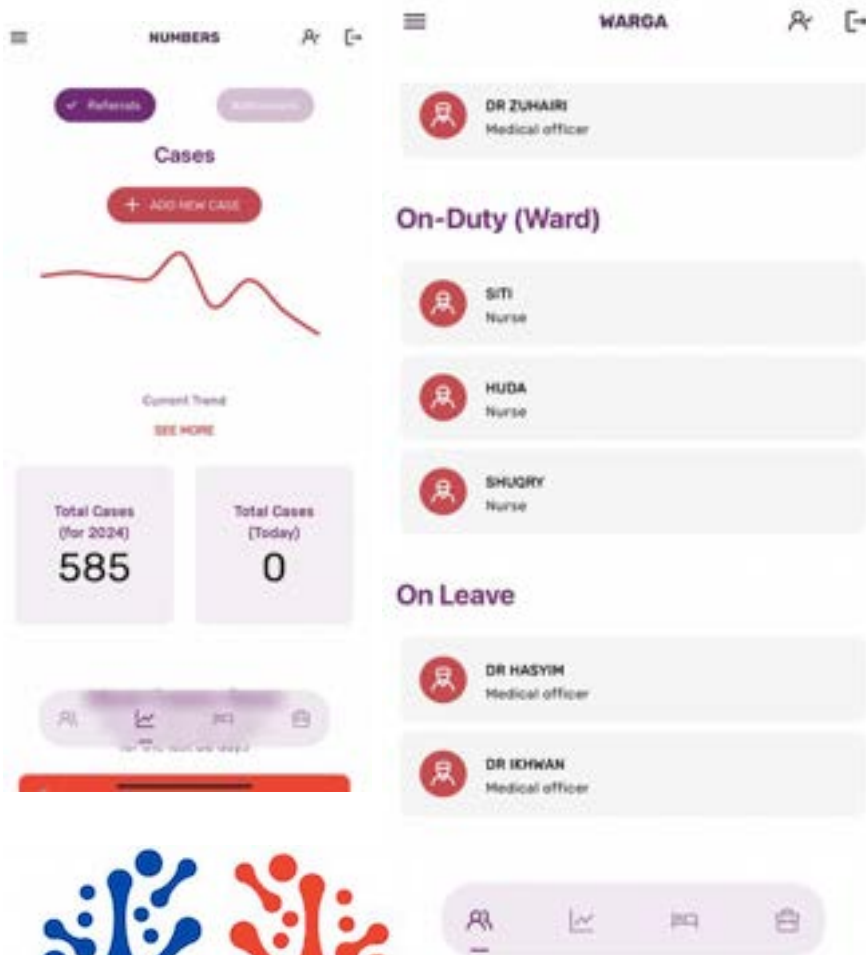 NUMBERS
Referrals
Cases
+ ADD NEW CASE
Current Trend
SEE MORE
Total Cases
(for 2024)
585
Total Cases
(Today)
0
WARGA
DR ZUHAIRI
Medical officer
On-Duty (Ward)
SITI
Nurse
HUDA
Nurse
SHUQRY
Nurse
On Leave
DR HASYIM
Medical officer
DR IKHWAN
Medical officer